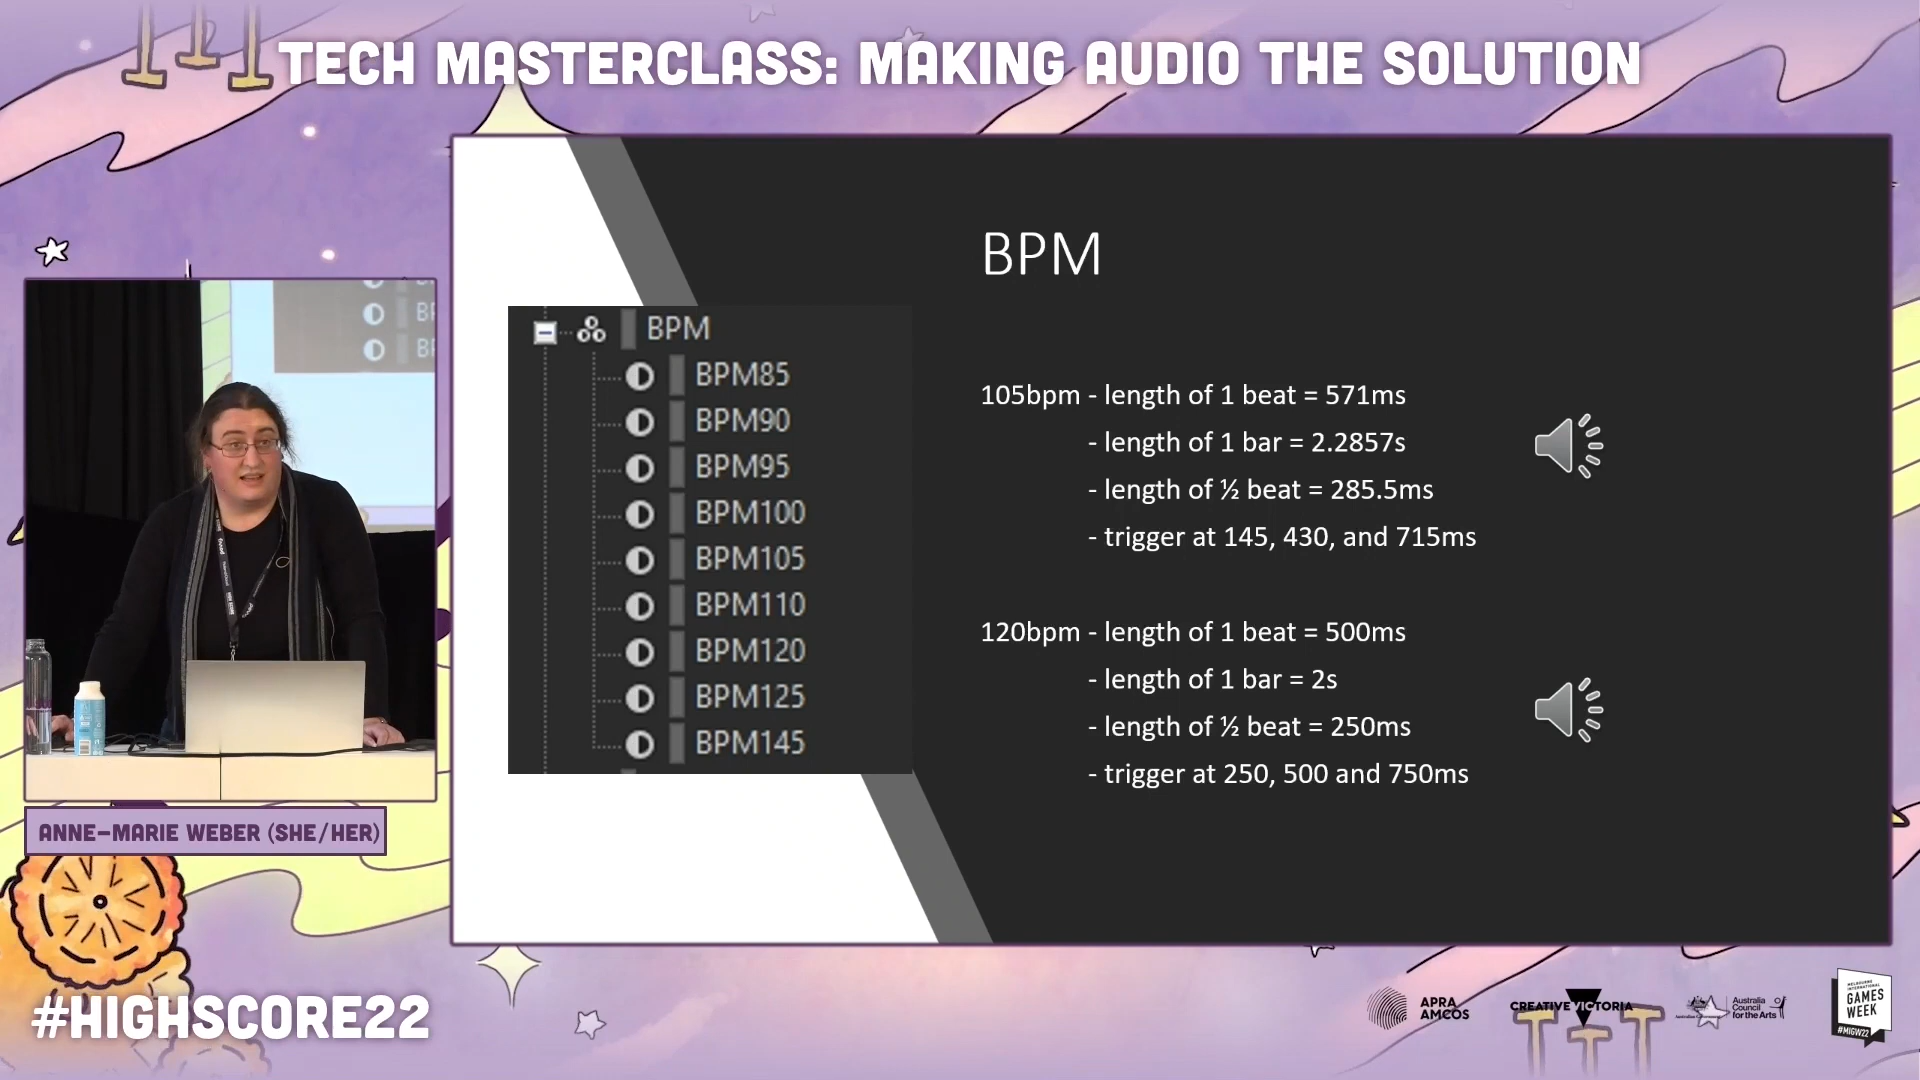 TECH MASTERCLASS: MAKING AUDIO THE SOLUTION
BPM
BPM
BPM85
BPM90
BPM95
BPM100
BPM105
BPM110
BPM120
BPM125
BPM145
105bpm - length of 1 beat = 571ms
- length of 1 bar = 2.2857s
- length of ½ beat = 285.5ms
- trigger at 145, 430, and 715ms
120bpm - length of 1 beat = 500ms
- length of 1 bar = 2s
- length of ½ beat = 250ms
- trigger at 250, 500 and 750ms
ANNE-MARIE WEBER (SHE/HER)
#HIGHSCORE22
APRA
AMCOS
CREATIVE VICTORIA
Australia
Council
for the Arts
MELBOURNE
INTERNATIONAL
GAMES
WEEK
#MIGW22